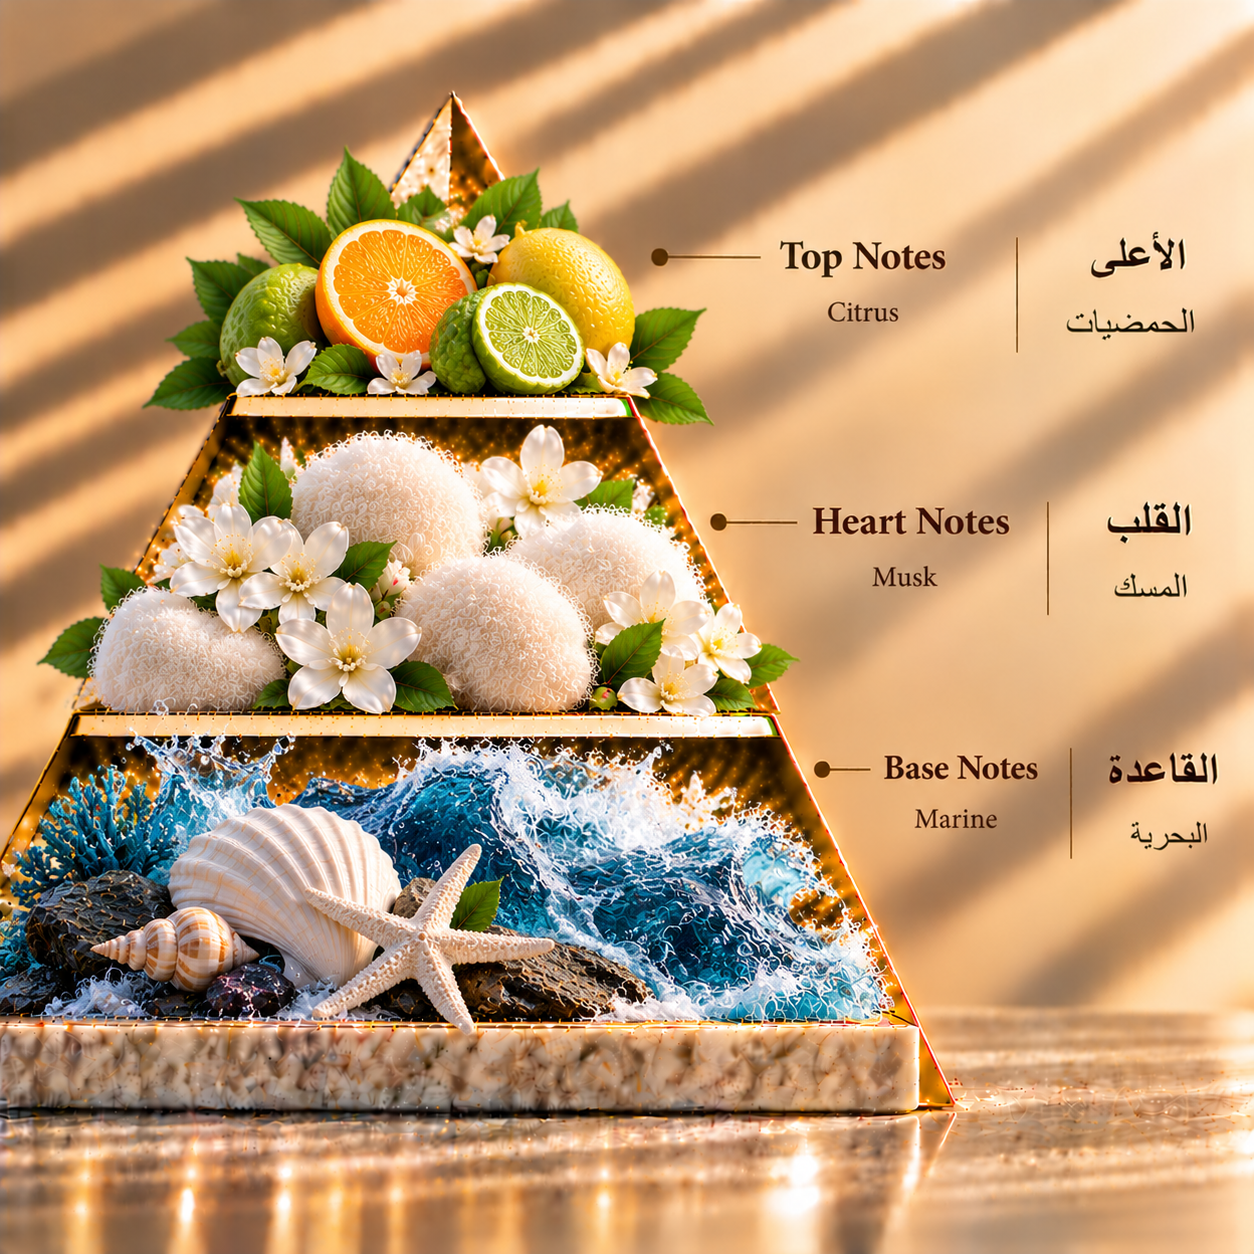 Top Notes
Citrus
الأعلى
الحمضيات
Heart Notes
Musk
القلب
المسك
Base Notes
Marine
القاعدة
البحرية